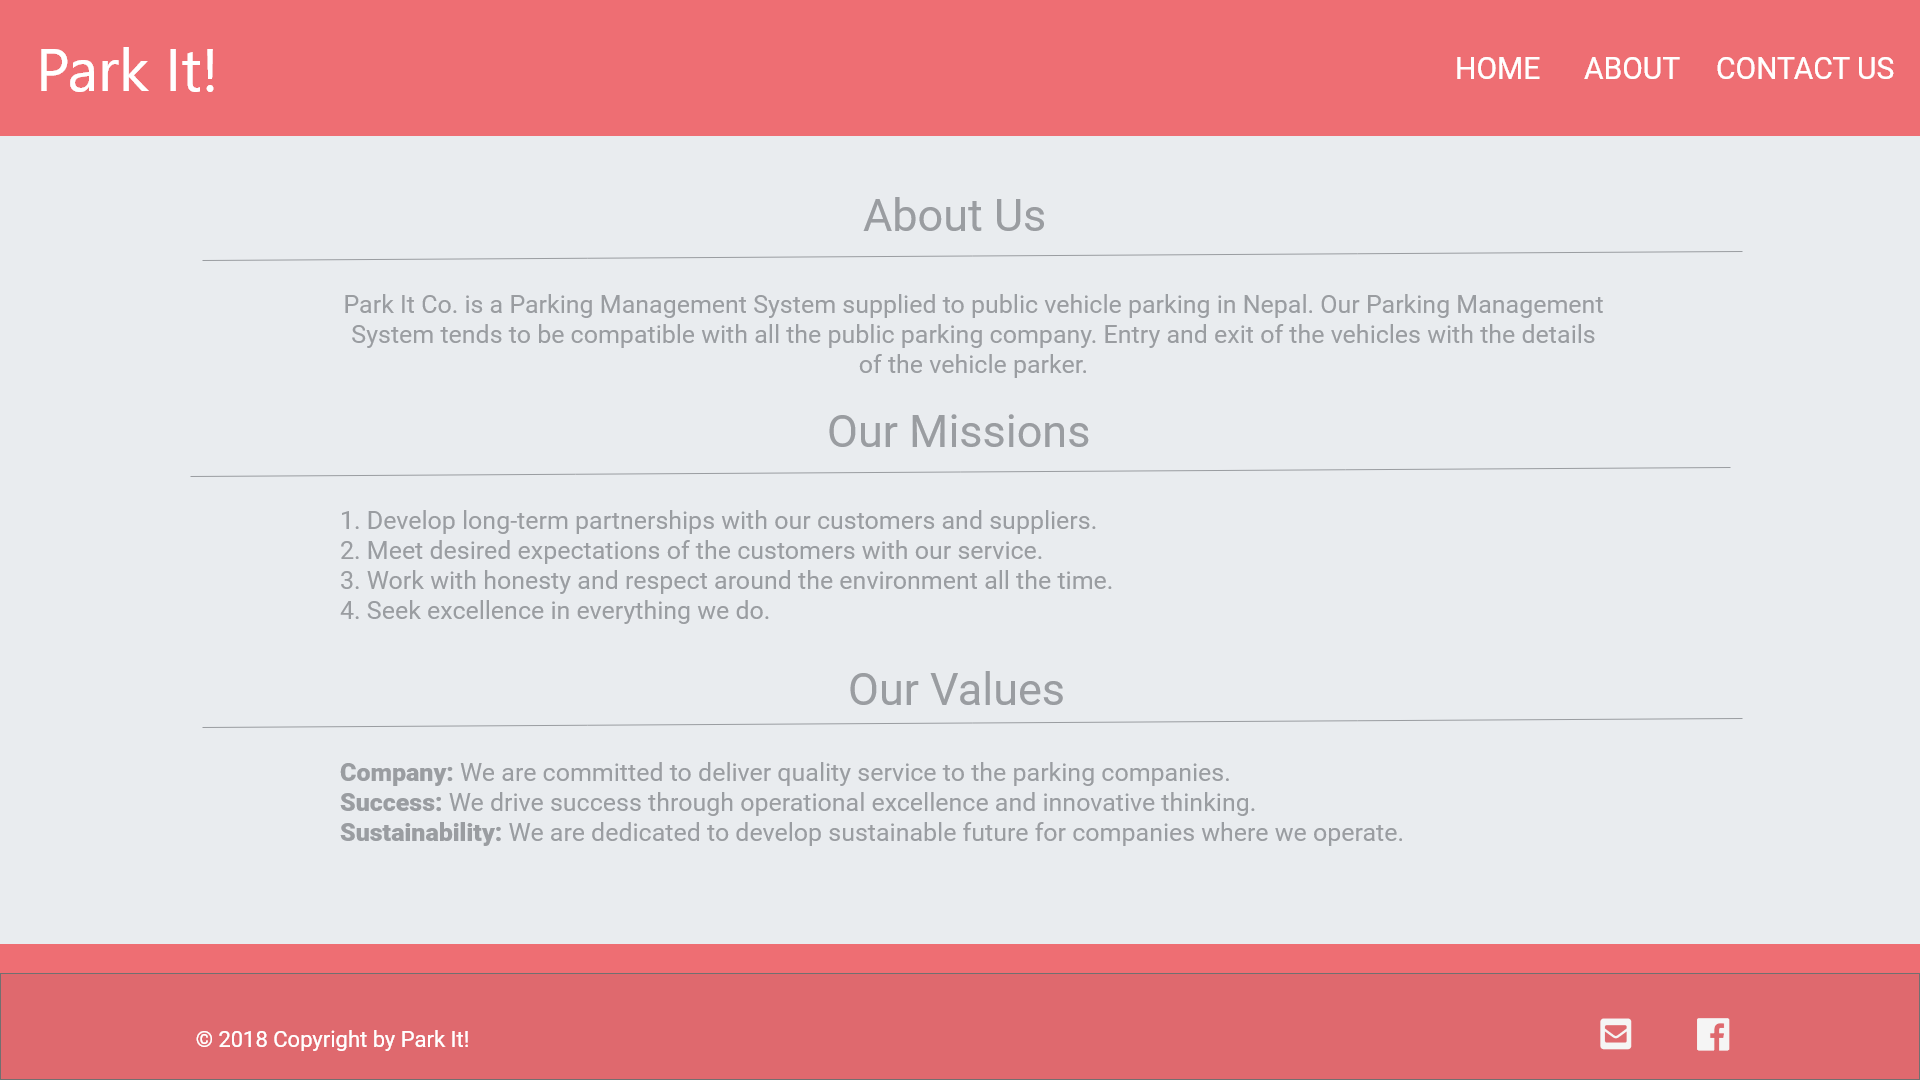 Park It!
HOME ABOUT CONTACT US
About Us
Park It Co. is a Parking Management System supplied to public vehicle parking in Nepal. Our Parking Management
System tends to be compatible with all the public parking company. Entry and exit of the vehicles with the details
of the vehicle parker.
Our Missions
1. Develop long-term partnerships with our customers and suppliers.
2. Meet desired expectations of the customers with our service.
3. Work with honesty and respect around the environment all the time.
4. Seek excellence in everything we do.
Our Values
Company: We are committed to deliver quality service to the parking companies.
Success: We drive success through operational excellence and innovative thinking.
Sustainability: We are dedicated to develop sustainable future for companies where we operate.
© 2018 Copyright by Park It!